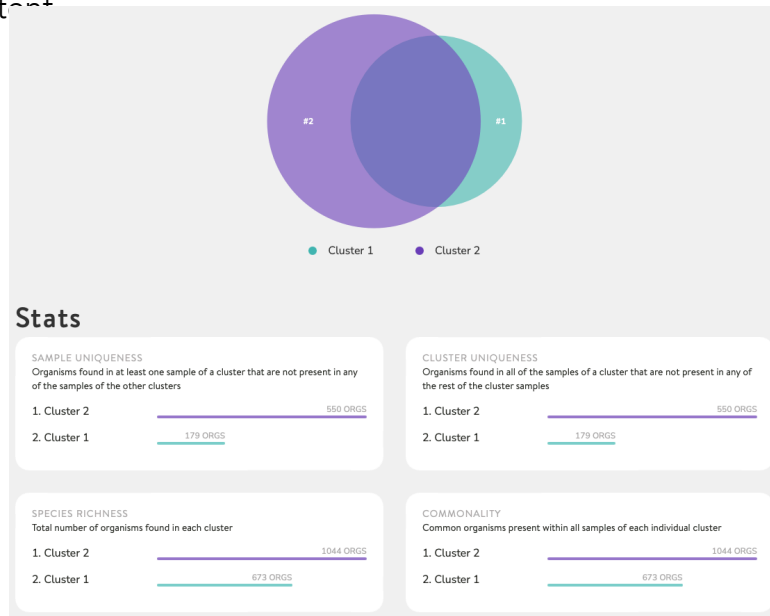 #2
#1
Cluster 1
Cluster 2
Stats
SAMPLE UNIQUENESS
Organisms found in at least one sample of a cluster that are not present in any
of the samples of the other clusters
1. Cluster 2
550 ORGS
2. Cluster 1
179 ORGS
CLUSTER UNIQUENESS
Organisms found in all of the samples of a cluster that are not present in any of
the rest of the cluster samples
1. Cluster 2
550 ORGS
2. Cluster 1
179 ORGS
SPECIES RICHNESS
Total number of organisms found in each cluster
1. Cluster 2
1044 ORGS
2. Cluster 1
673 ORGS
COMMONALITY
Common organisms present within all samples of each individual cluster
1. Cluster 2
1044 ORGS
2. Cluster 1
673 ORGS